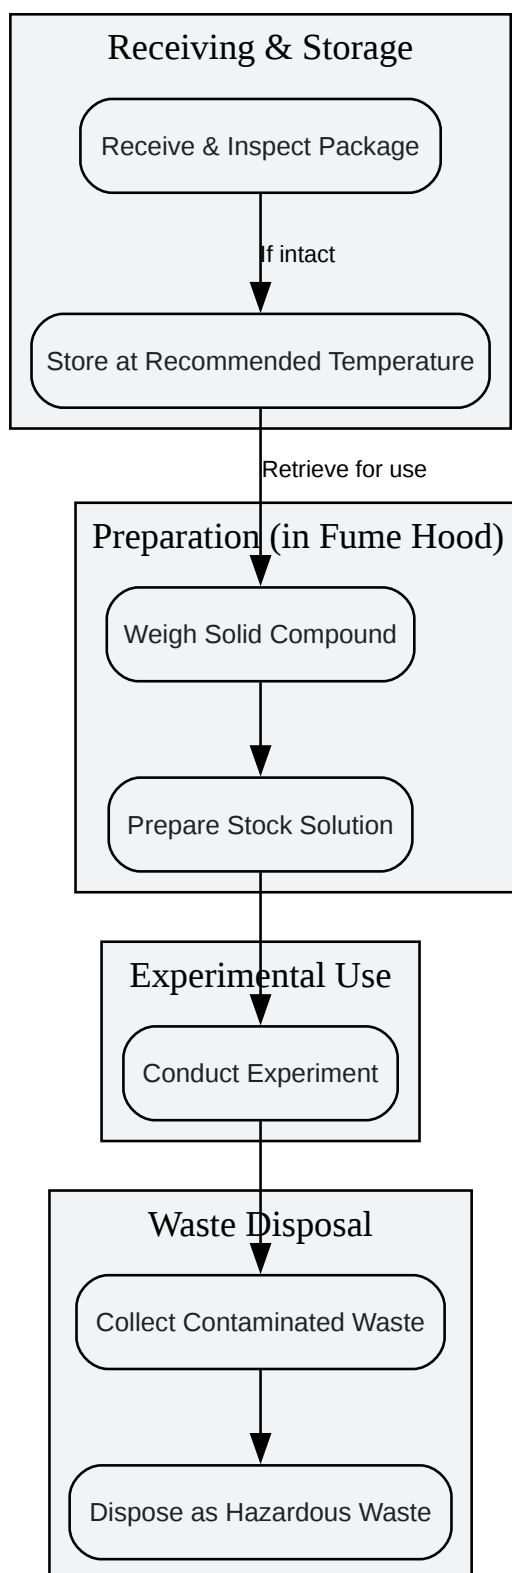 Receiving & Storage
Receive & Inspect Package
If intact
Store at Recommended Temperature
Retrieve for use
Preparation (in Fume Hood)
Weigh Solid Compound
Prepare Stock Solution
Experimental Use
Conduct Experiment
Waste Disposal
Collect Contaminated Waste
Dispose as Hazardous Waste